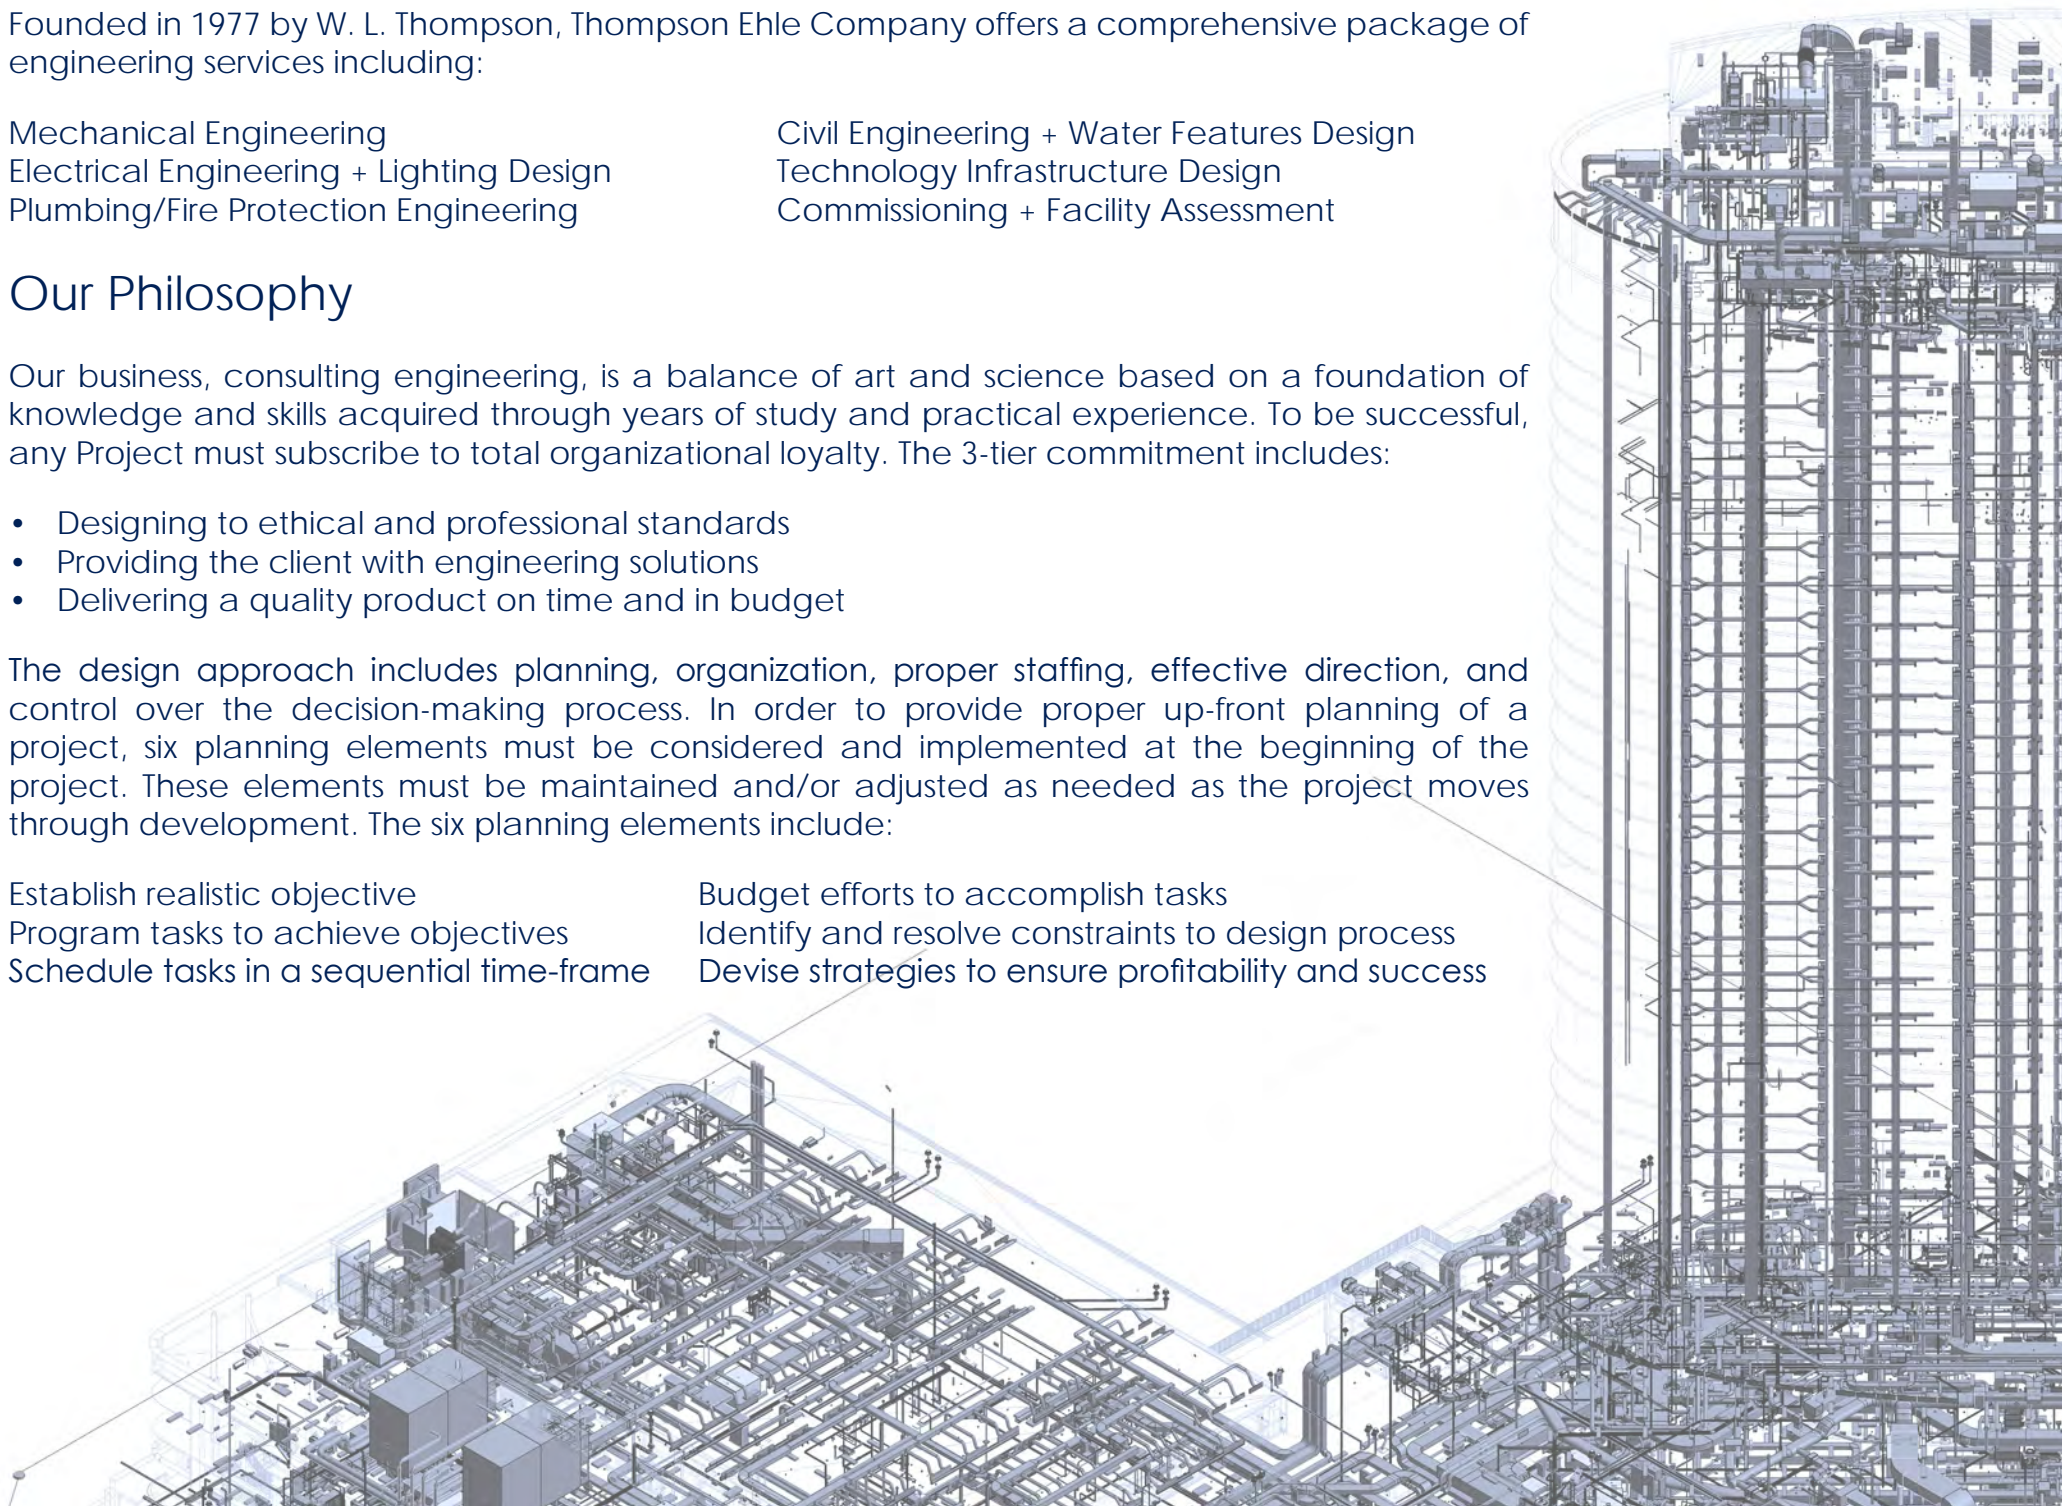 Founded in 1977 by W. L. Thompson, Thompson Ehle Company offers a comprehensive package of
engineering services including:
Mechanical Engineering
Electrical Engineering + Lighting Design
Plumbing/Fire Protection Engineering
Civil Engineering + Water Features Design
Technology Infrastructure Design
Commissioning + Facility Assessment
Our Philosophy
Our business, consulting engineering, is a balance of art and science based on a foundation of
knowledge and skills acquired through years of study and practical experience. To be successful,
any Project must subscribe to total organizational loyalty. The 3-tier commitment includes:
• Designing to ethical and professional standards
• Providing the client with engineering solutions
• Delivering a quality product on time and in budget
The design approach includes planning, organization, proper staffing, effective direction, and
control over the decision-making process. In order to provide proper up-front planning of a
project, six planning elements must be considered and implemented at the beginning of the
project. These elements must be maintained and/or adjusted as needed as the project moves
through development. The six planning elements include:
Establish realistic objective
Program tasks to achieve objectives
Schedule tasks in a sequential time-frame
Budget efforts to accomplish tasks
Identify and resolve constraints to design process
Devise strategies to ensure profitability and success